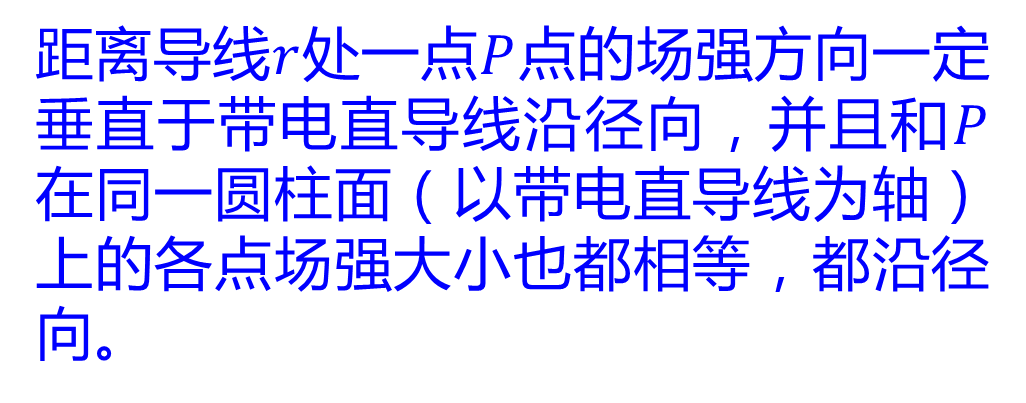 距离导线r处一点P点的场强方向一定
垂直于带电直导线沿径向，并且和P
在同一圆柱面（以带电直导线为轴）
上的各点场强大小也都相等，都沿径
向。